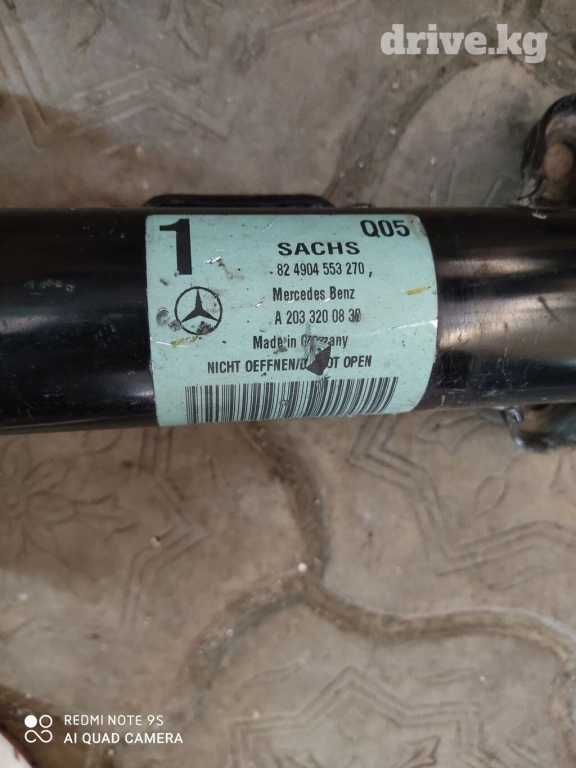 drive.kg
1
Q05
SACHS
82 4904 553 270
Mercedes Benz
A 203 320 08 30
Made in Germany
NICHT OEFFNEN/DO NOT OPEN
REDMI NOTE 9S
AI QUAD CAMERA